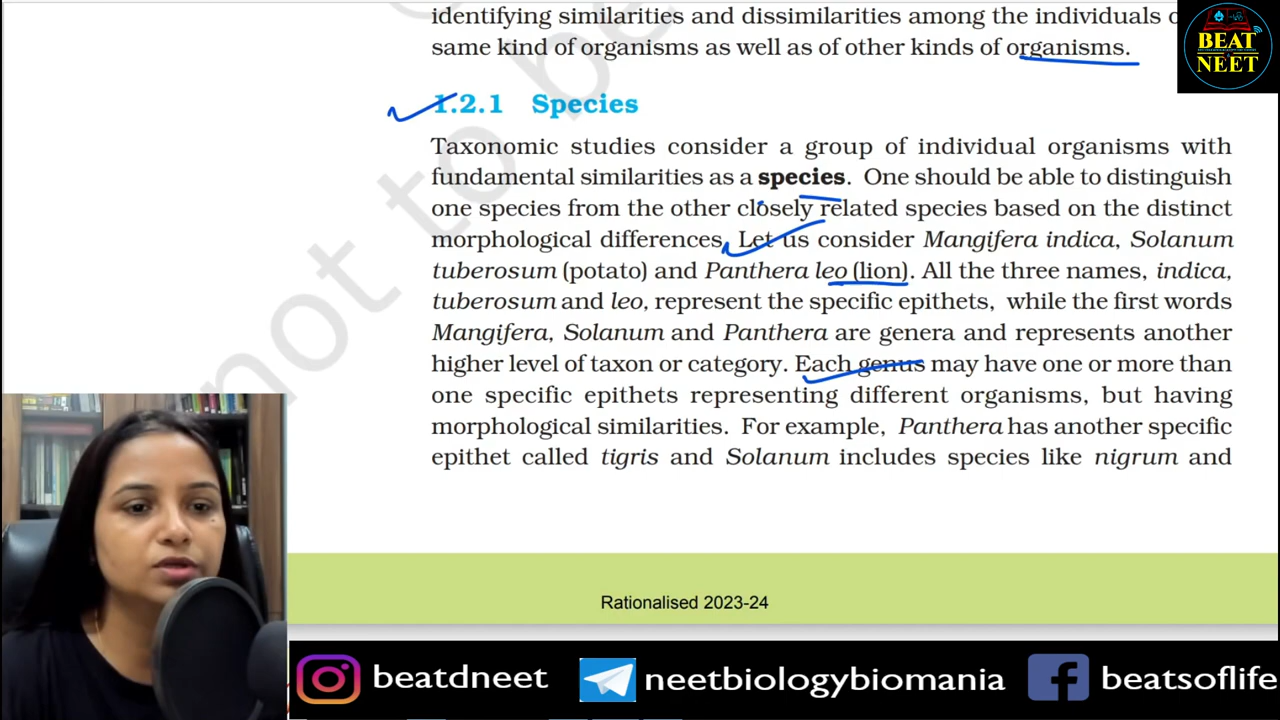 identifying similarities and dissimilarities among the individuals
same kind of organisms as well as of other kinds of organisms.
BEAT
NEET
1.2.1 Species
Taxonomic studies consider a group of individual organisms with
fundamental similarities as a species. One should be able to distinguish
one species from the other closely related species based on the distinct
morphological differences. Let us consider Mangifera indica, Solanum
tuberosum (potato) and Panthera leo (lion). All the three names, indica,
tuberosum and leo, represent the specific epithets, while the first words
Mangifera, Solanum and Panthera are genera and represents another
higher level of taxon or category. Each genus may have one or more than
one specific epithets representing different organisms, but having
morphological similarities. For example, Panthera has another specific
epithet called tigris and Solanum includes species like nigrum and
not to be
Rationalised 2023-24
beatdneet
neetbiologybiomania
beatsoflife